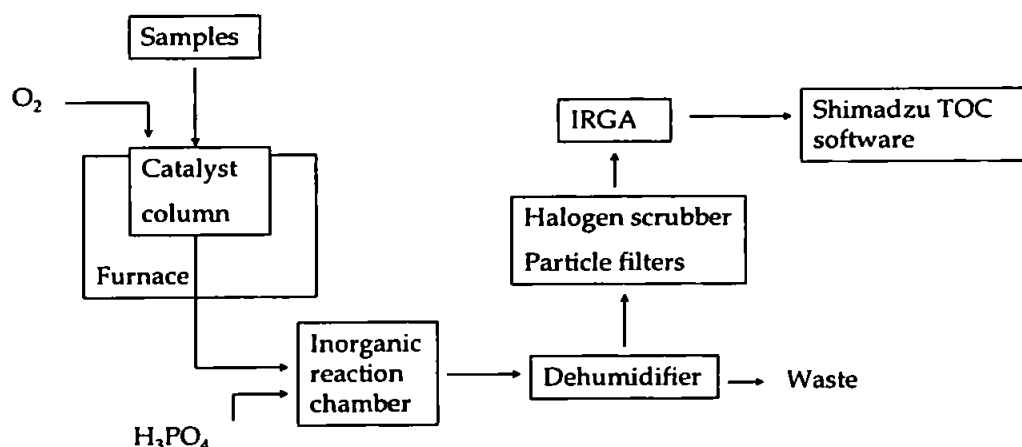 Samples
O₂
IRGA
Shimadzu TOC
software
Catalyst
column
Halogen scrubber
Particle filters
Furnace
Inorganic
reaction
chamber
Dehumidifier
Waste
H₃PO₄